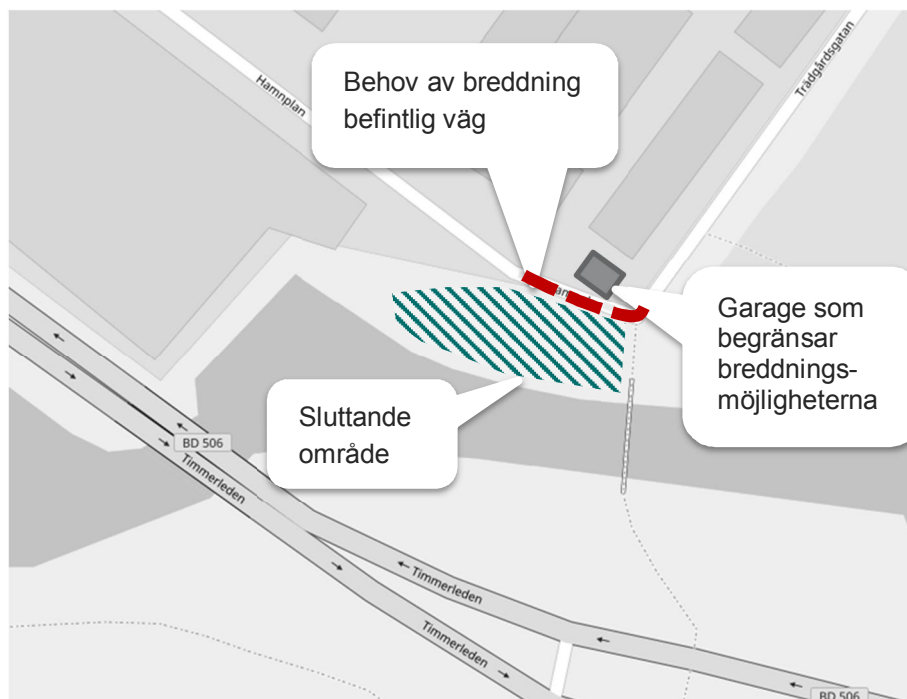 Hamnplan
Trädgårdsgatan
Behov av breddning
befintlig väg
Garage som
begränsar
breddnings-
möjligheterna
Sluttande
område
BD 506
Timmerleden
Timmerleden
Timmerleden
BD 506